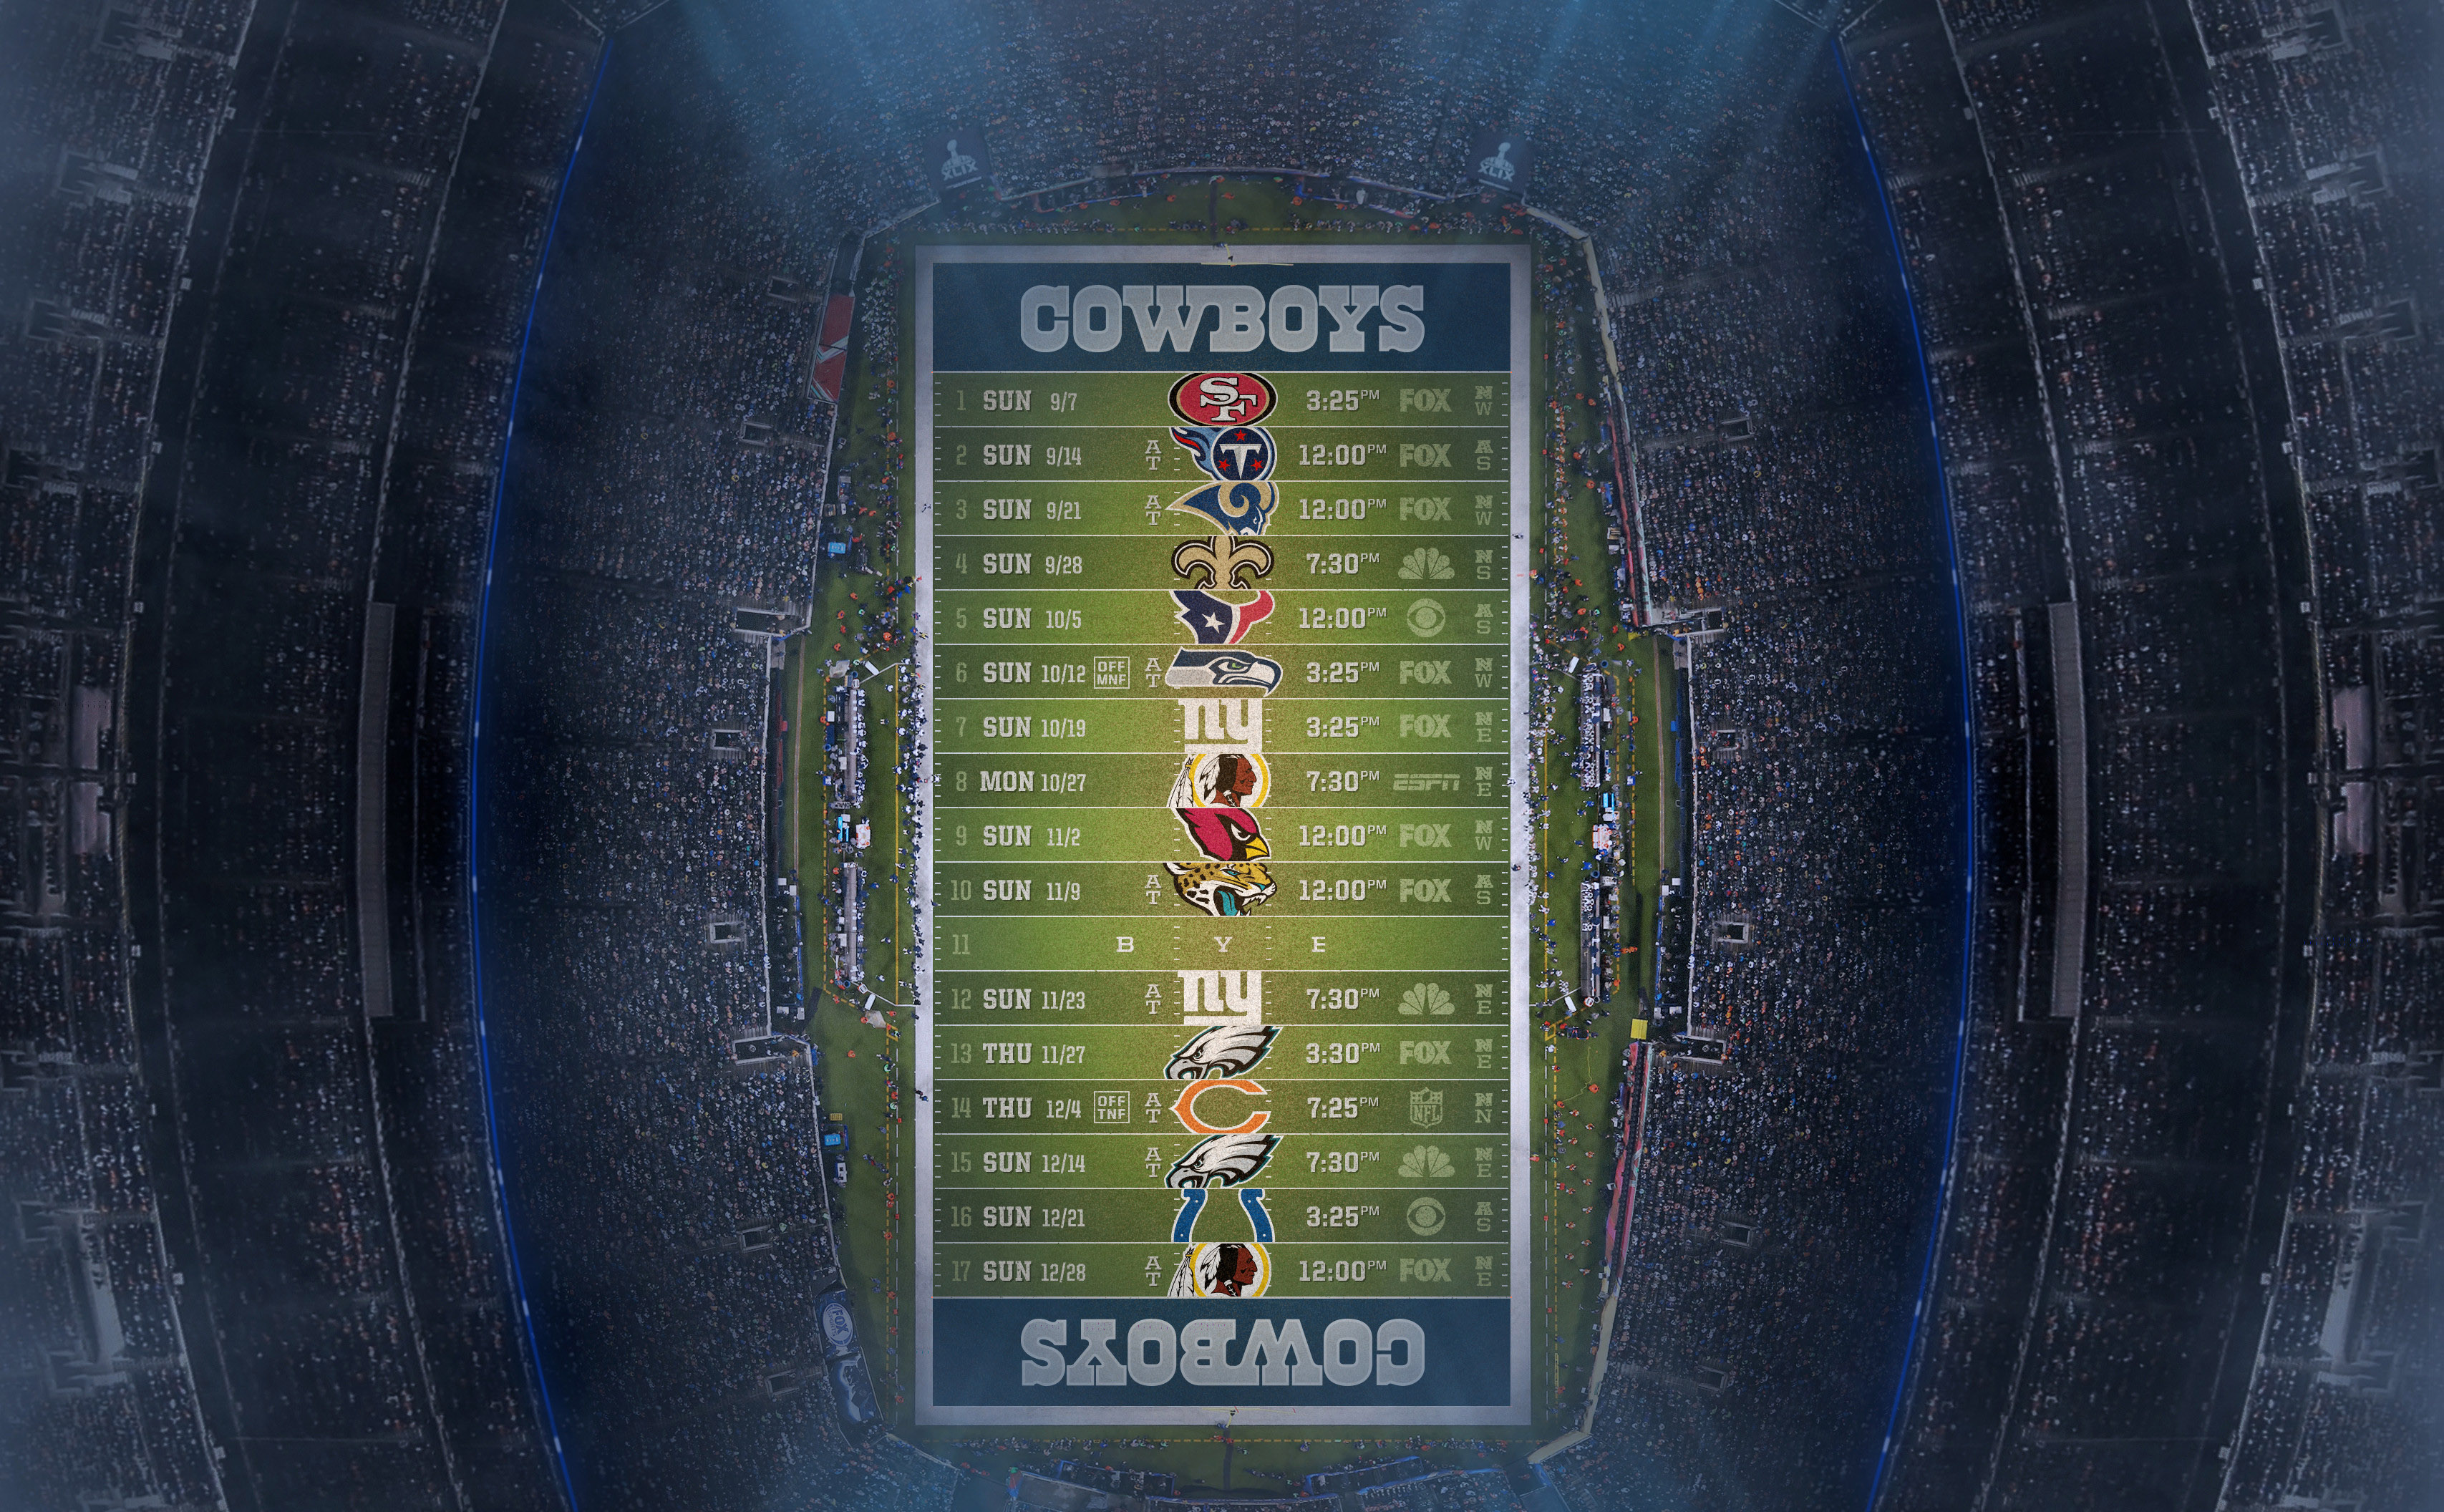 XLIX XLIX
COWBOYS
1 SUN 9/7 SF 3:25PM FOX NW
2 SUN 9/14 AT T 12:00PM FOX AS
3 SUN 9/21 AT 12:00PM FOX NW
4 SUN 9/28 7:30PM NS
5 SUN 10/5 12:00PM AS
6 SUN 10/12 OFF MNF AT 3:25PM FOX NW
7 SUN 10/19 ny 3:25PM FOX NE
8 MON 10/27 7:30PM ESPN NE
9 SUN 11/2 12:00PM FOX NW
10 SUN 11/9 AT 12:00PM FOX AS
11 B Y E
12 SUN 11/23 AT ny 7:30PM NE
13 THU 11/27 3:30PM FOX NE
14 THU 12/4 OFF TNF AT C 7:25PM NFL NN
15 SUN 12/14 AT 7:30PM NE
16 SUN 12/21 3:25PM AS
17 SUN 12/28 AT 12:00PM FOX NE
FOX
COWBOYS